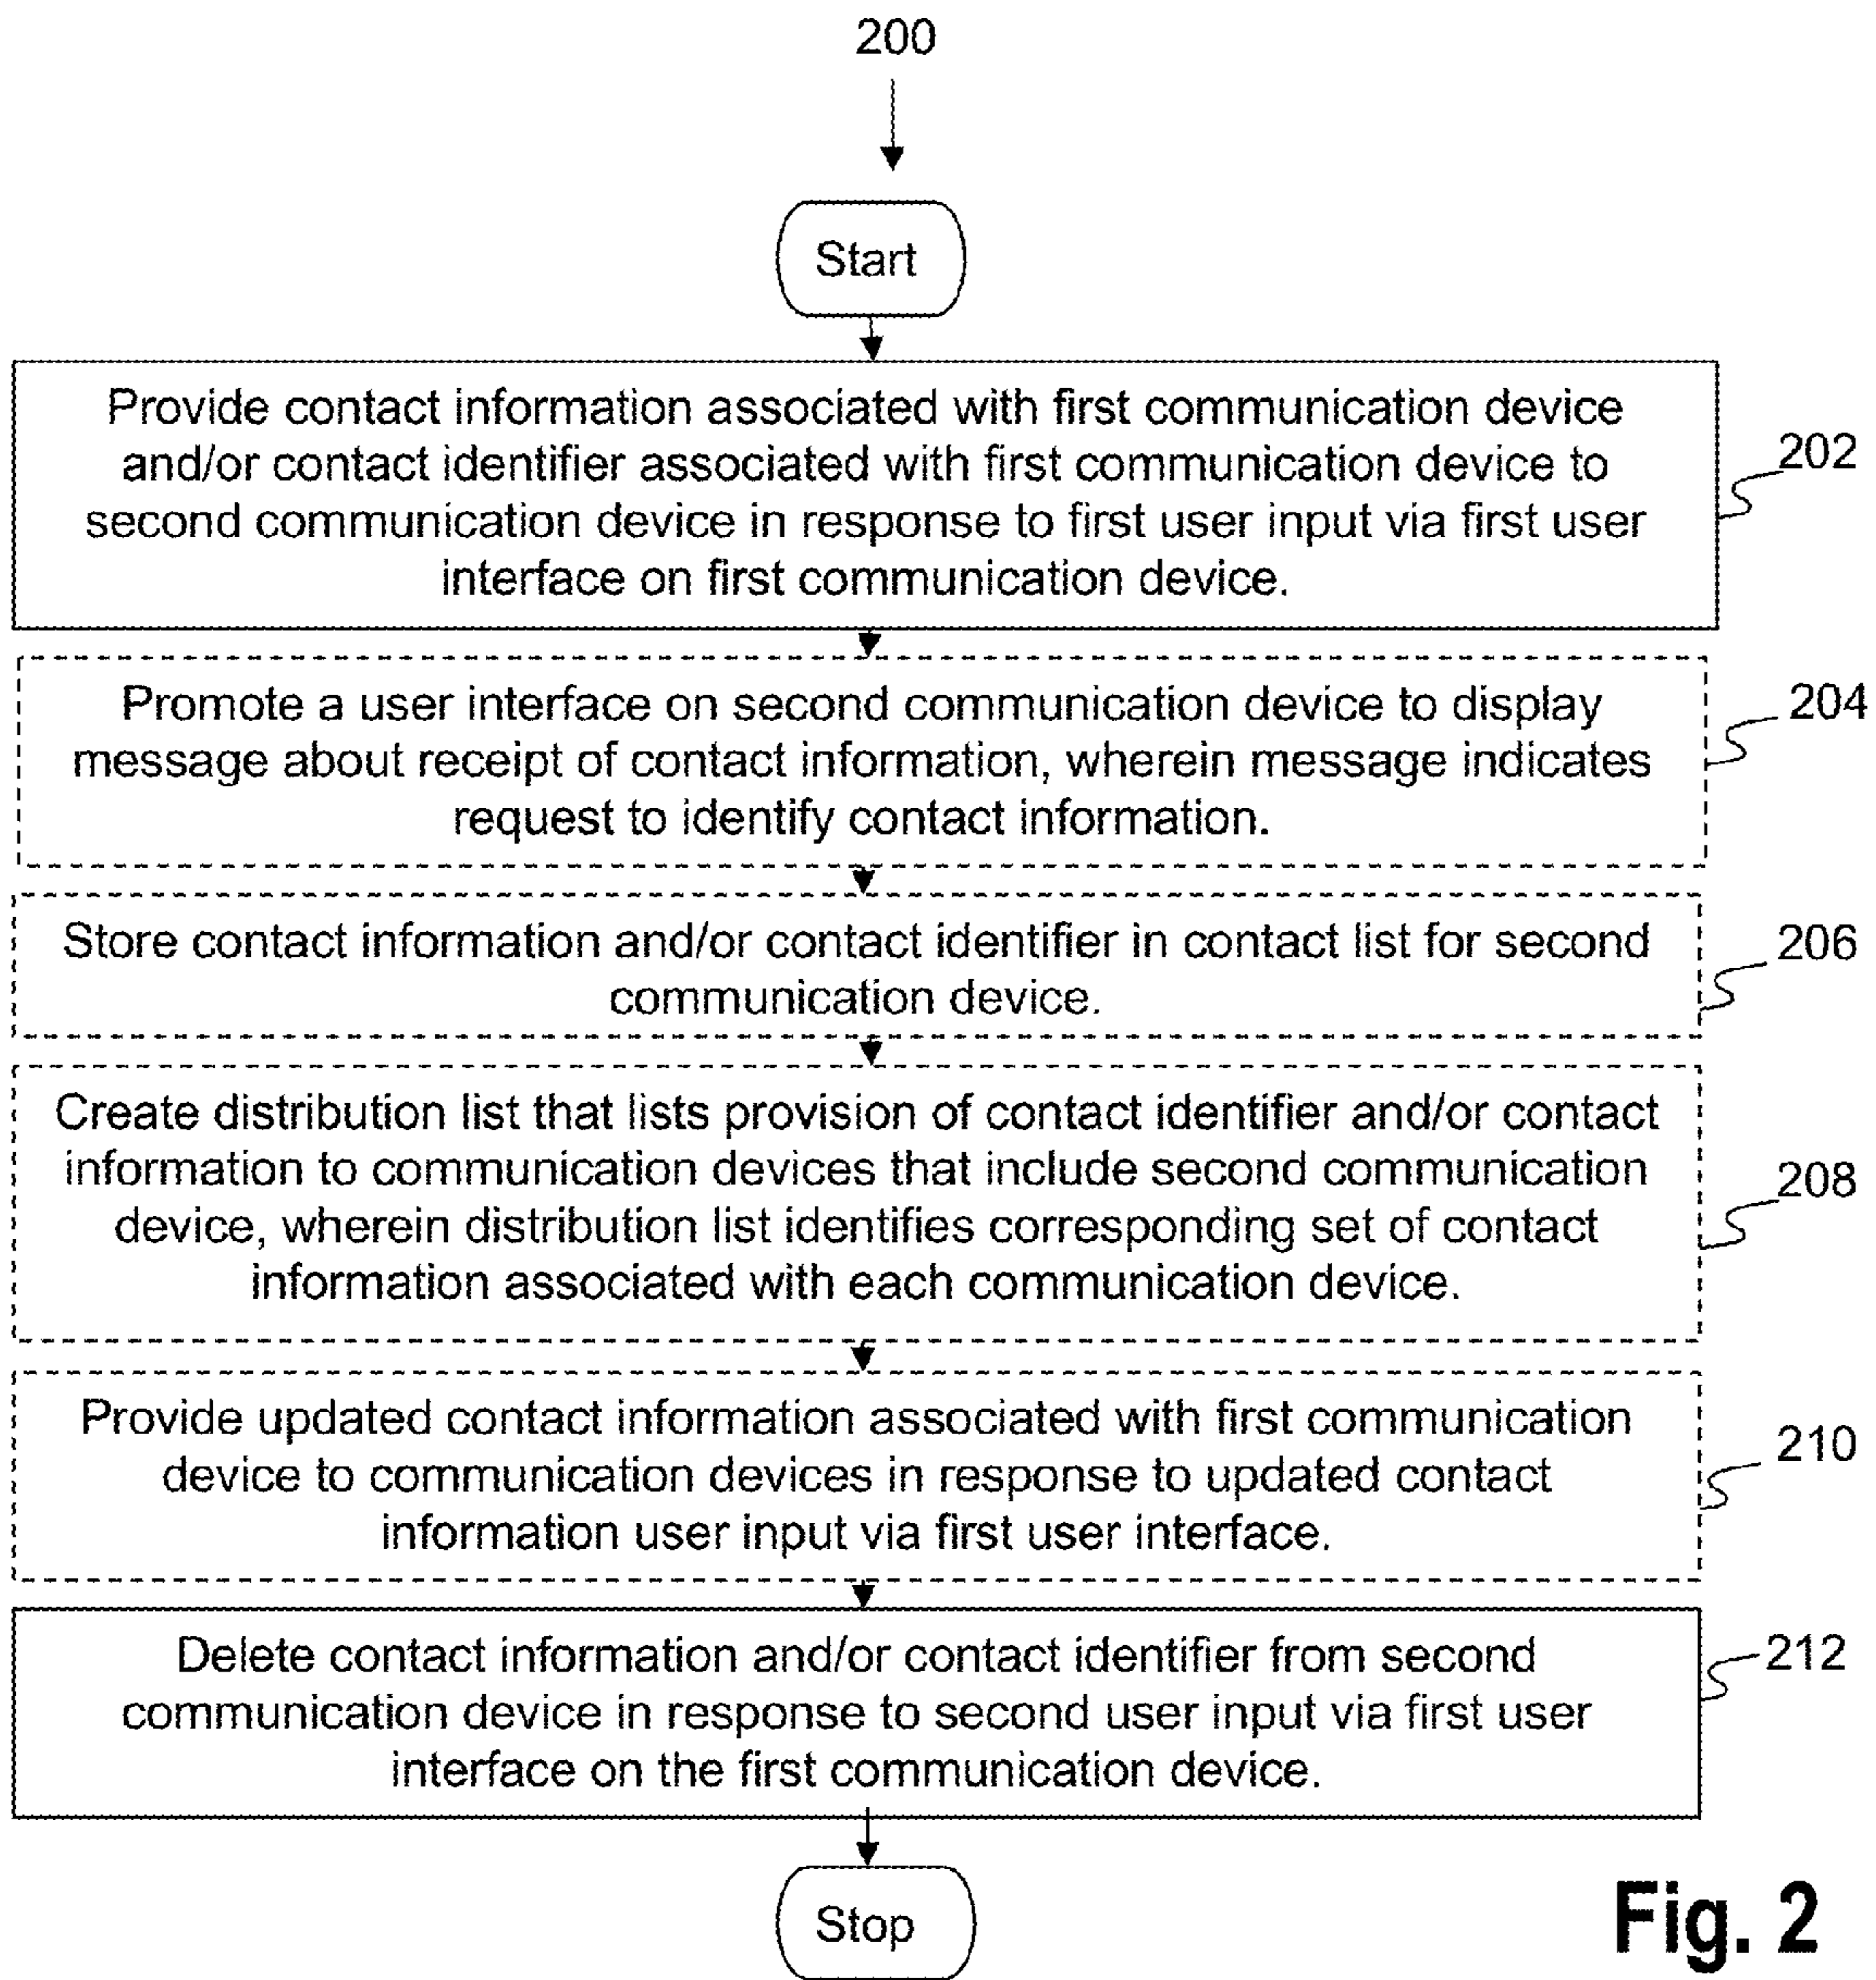 200
Start
Provide contact information associated with first communication device
and/or contact identifier associated with first communication device to
second communication device in response to first user input via first user
interface on first communication device.
202
Promote a user interface on second communication device to display
message about receipt of contact information, wherein message indicates
request to identify contact information.
204
Store contact information and/or contact identifier in contact list for second
communication device.
206
Create distribution list that lists provision of contact identifier and/or contact
information to communication devices that include second communication
device, wherein distribution list identifies corresponding set of contact
information associated with each communication device.
208
Provide updated contact information associated with first communication
device to communication devices in response to updated contact
information user input via first user interface.
210
Delete contact information and/or contact identifier from second
communication device in response to second user input via first user
interface on the first communication device.
212
Stop
Fig. 2